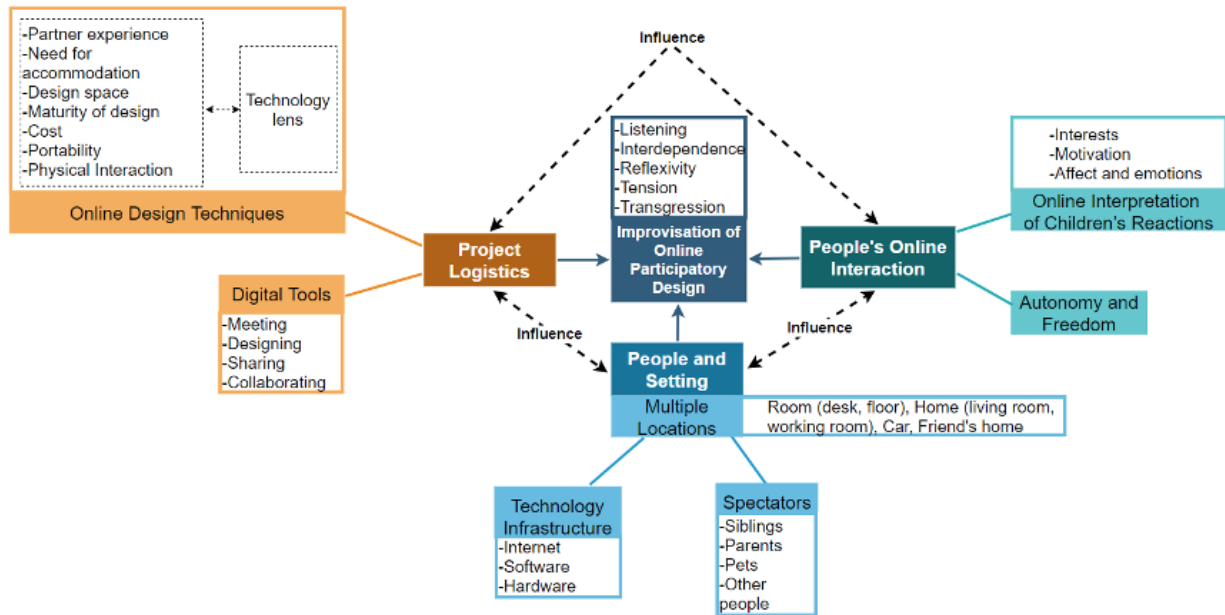 -Partner experience
-Need for
accommodation
-Design space
-Maturity of design
-Cost
-Portability
-Physical Interaction
Technology
lens
Online Design Techniques
Influence
-Listening
-Interdependence
-Reflexivity
-Tension
-Transgression
Improvisation of
Online
Participatory
Design
-Interests
-Motivation
-Affect and emotions
Online Interpretation
of Children's Reactions
Project
Logistics
People's Online
Interaction
Digital Tools
-Meeting
-Designing
-Sharing
-Collaborating
Autonomy and
Freedom
Influence
Influence
People and
Setting
Multiple
Locations
Room (desk, floor), Home (living room,
working room), Car, Friend's home
Technology
Infrastructure
-Internet
-Software
-Hardware
Spectators
-Siblings
-Parents
-Pets
-Other
people